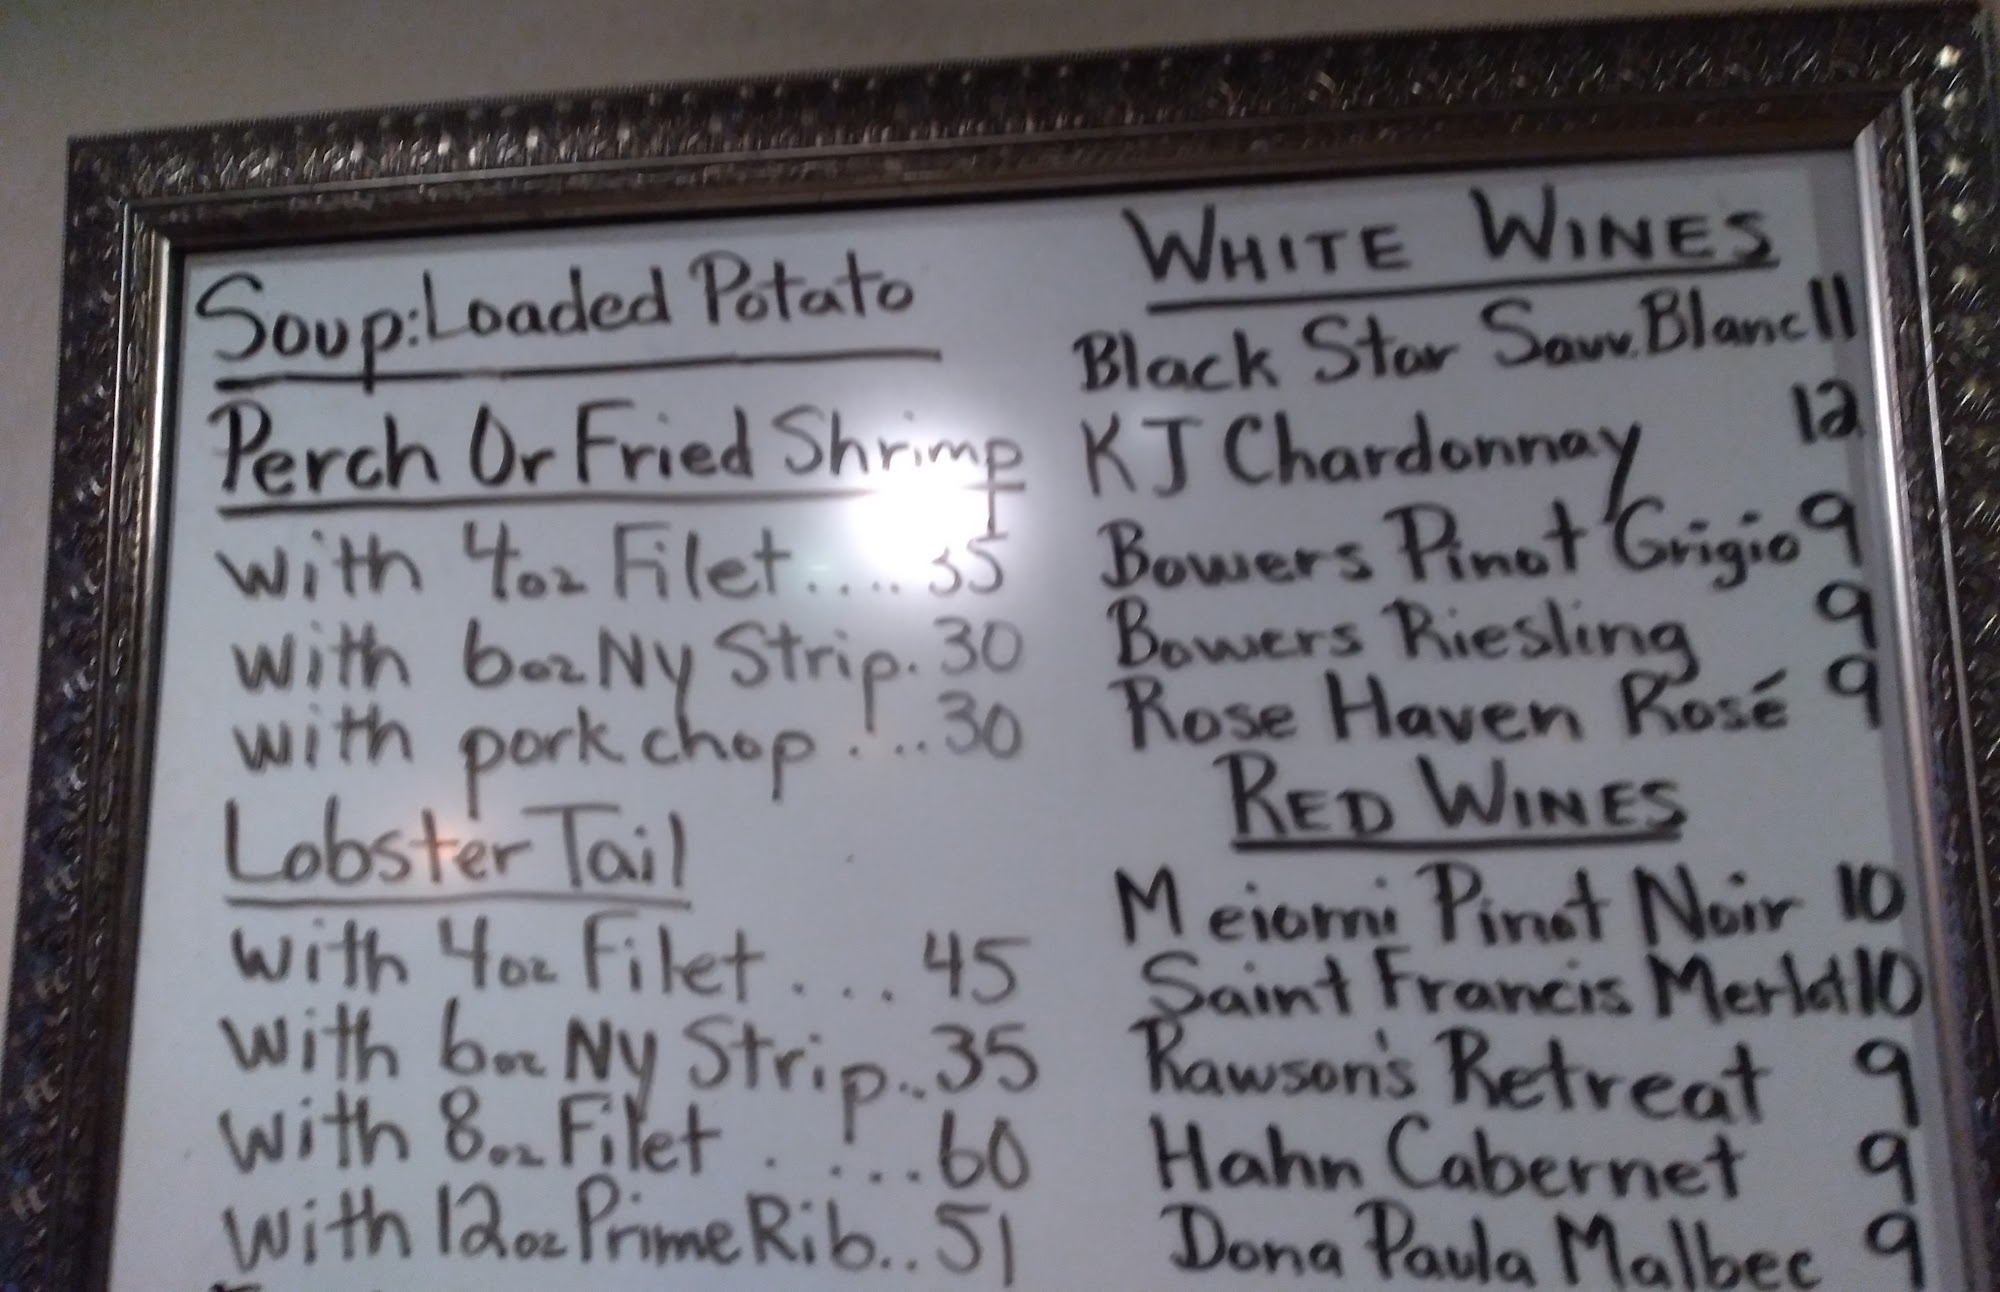 Soup: Loaded Potato
Perch Or Fried Shrimp
with 4oz Filet....35
with 6oz Ny Strip.30
with pork chop....30
Lobster Tail
with 4oz Filet....45
with 6oz Ny Strip..35
with 8oz Filet.....60
with 12oz Prime Rib..51
WHITE WINES
Black Star Sauv. Blanc 11
KJ Chardonnay 12
Bowers Pinot Grigio 9
Bowers Riesling 9
Rose Haven Rosé 9
RED WINES
Meiomi Pinot Noir 10
Saint Francis Merlot 10
Rawson's Retreat 9
Hahn Cabernet 9
Dona Paula Malbec 9